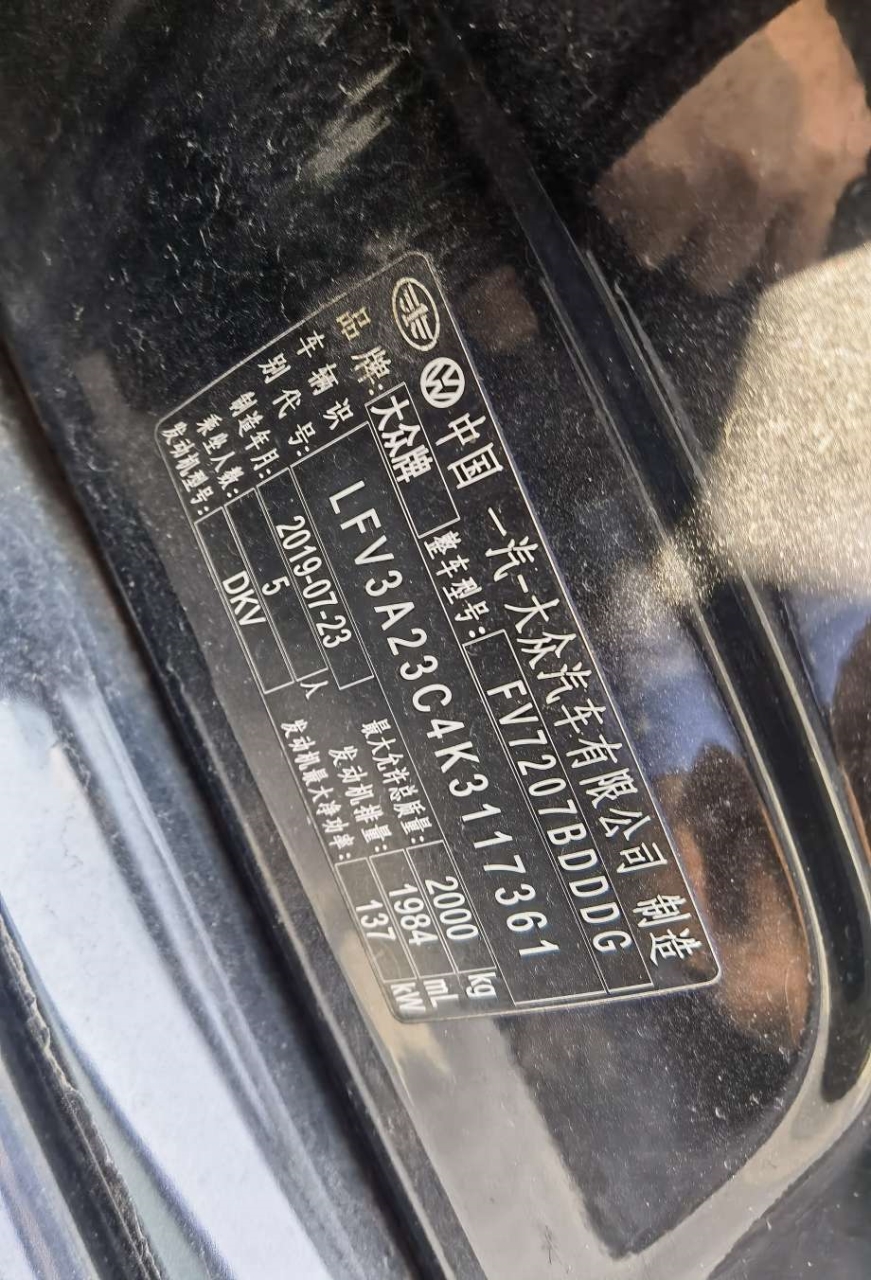 中国 一汽-大众汽车有限公司 制造
品牌: 大众牌 整车型号: FV7207BDDDG
车辆识别代号: LFV3A23C4K3117361
制造年月: 2019-07-23 最大允许总质量: 2000 kg
乘坐人数: 5 人 发动机排量: 1984 mL
发动机型号: DKV 发动机最大净功率: 137 kW